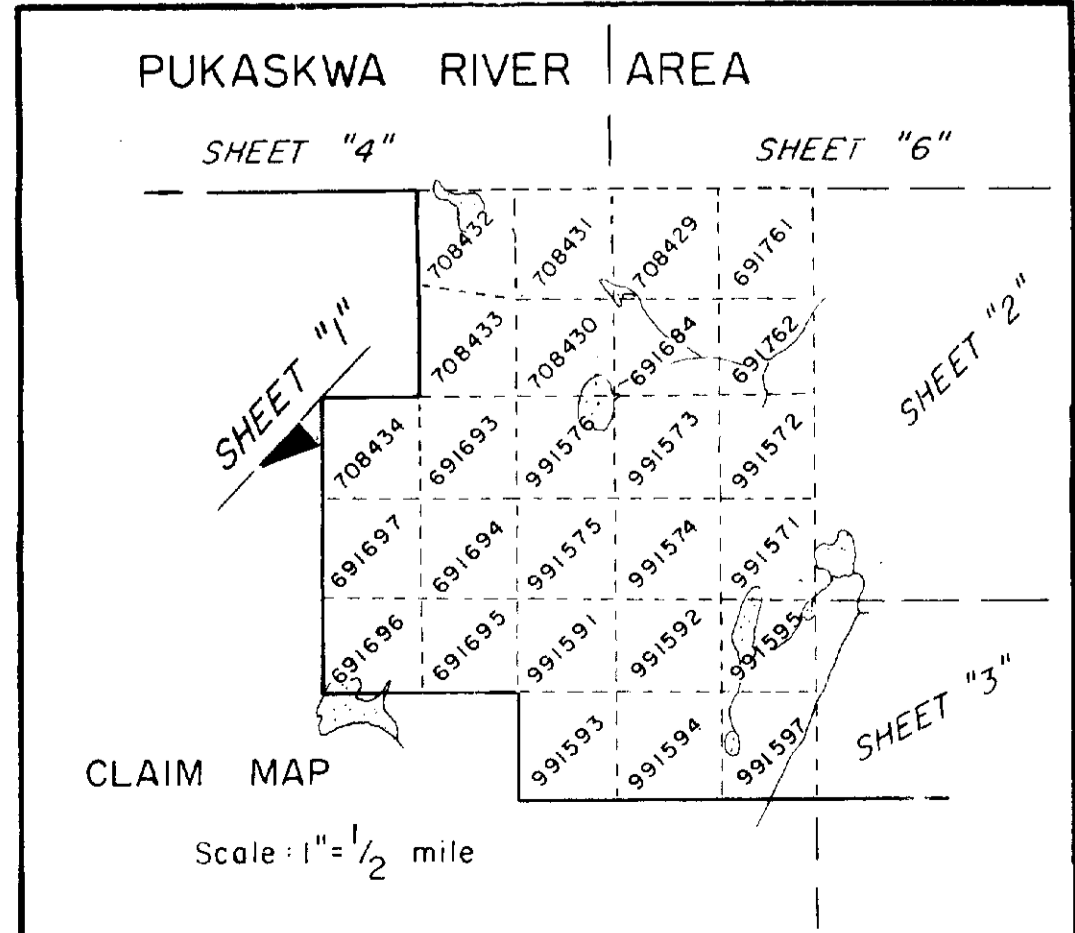 PUKASKWA RIVER AREA
SHEET "4"
SHEET "6"
708432 708431 708429 691761
SHEET "1"
708433 708430 691684 691762
SHEET "2"
708434 691693 991576 991573 991572
691697 691694 991575 991574 991571
691696 691695 991591 991592 991595
SHEET "3"
991593 991594 991597
CLAIM MAP
Scale : 1" = 1/2 mile